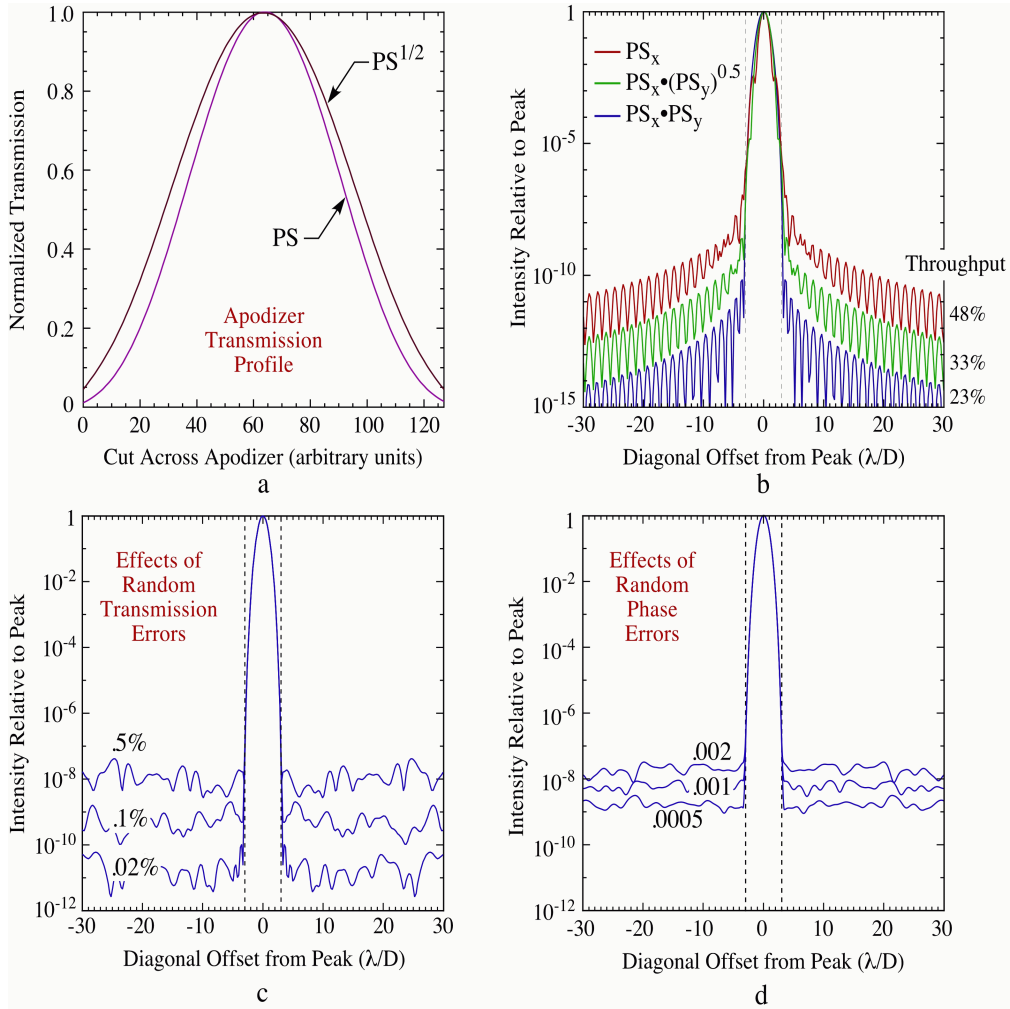 1.0
0.8
0.6
0.4
0.2
0
Normalized Transmission
PS^1/2
PS
Apodizer
Transmission
Profile
0 20 40 60 80 100 120
Cut Across Apodizer (arbitrary units)
a
1
10^-5
10^-10
10^-15
Intensity Relative to Peak
PSx
PSx•(PSy)^0.5
PSx•PSy
Throughput
48%
33%
23%
-30 -20 -10 0 10 20 30
Diagonal Offset from Peak (λ/D)
b
1
10^-2
10^-4
10^-6
10^-8
10^-10
10^-12
Intensity Relative to Peak
Effects of
Random
Transmission
Errors
.5%
.1%
.02%
-30 -20 -10 0 10 20 30
Diagonal Offset from Peak (λ/D)
c
1
10^-2
10^-4
10^-6
10^-8
10^-10
10^-12
Intensity Relative to Peak
Effects of
Random
Phase
Errors
.002
.001
.0005
-30 -20 -10 0 10 20 30
Diagonal Offset from Peak (λ/D)
d